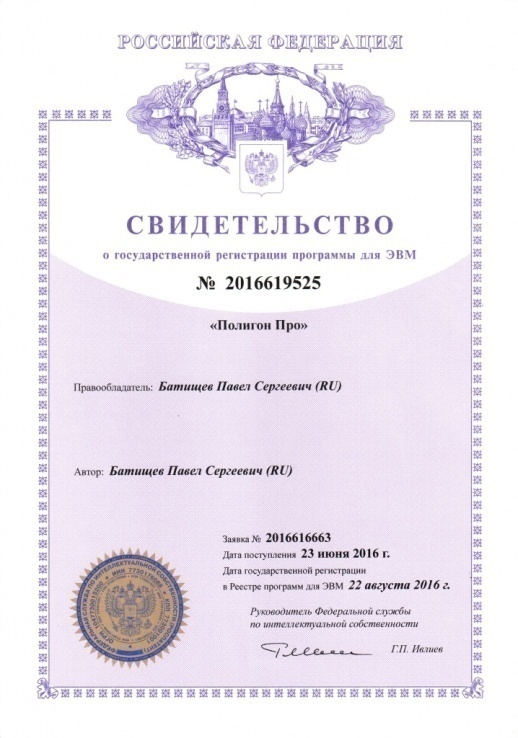 РОССИЙСКАЯ ФЕДЕРАЦИЯ
СВИДЕТЕЛЬСТВО
о государственной регистрации программы для ЭВМ
№ 2016619525
«Полигон Про»
Правообладатель: Батищев Павел Сергеевич (RU)
Автор: Батищев Павел Сергеевич (RU)
Заявка № 2016616663
Дата поступления 23 июня 2016 г.
Дата государственной регистрации
в Реестре программ для ЭВМ 22 августа 2016 г.
Руководитель Федеральной службы
по интеллектуальной собственности
Г.П. Ивлиев